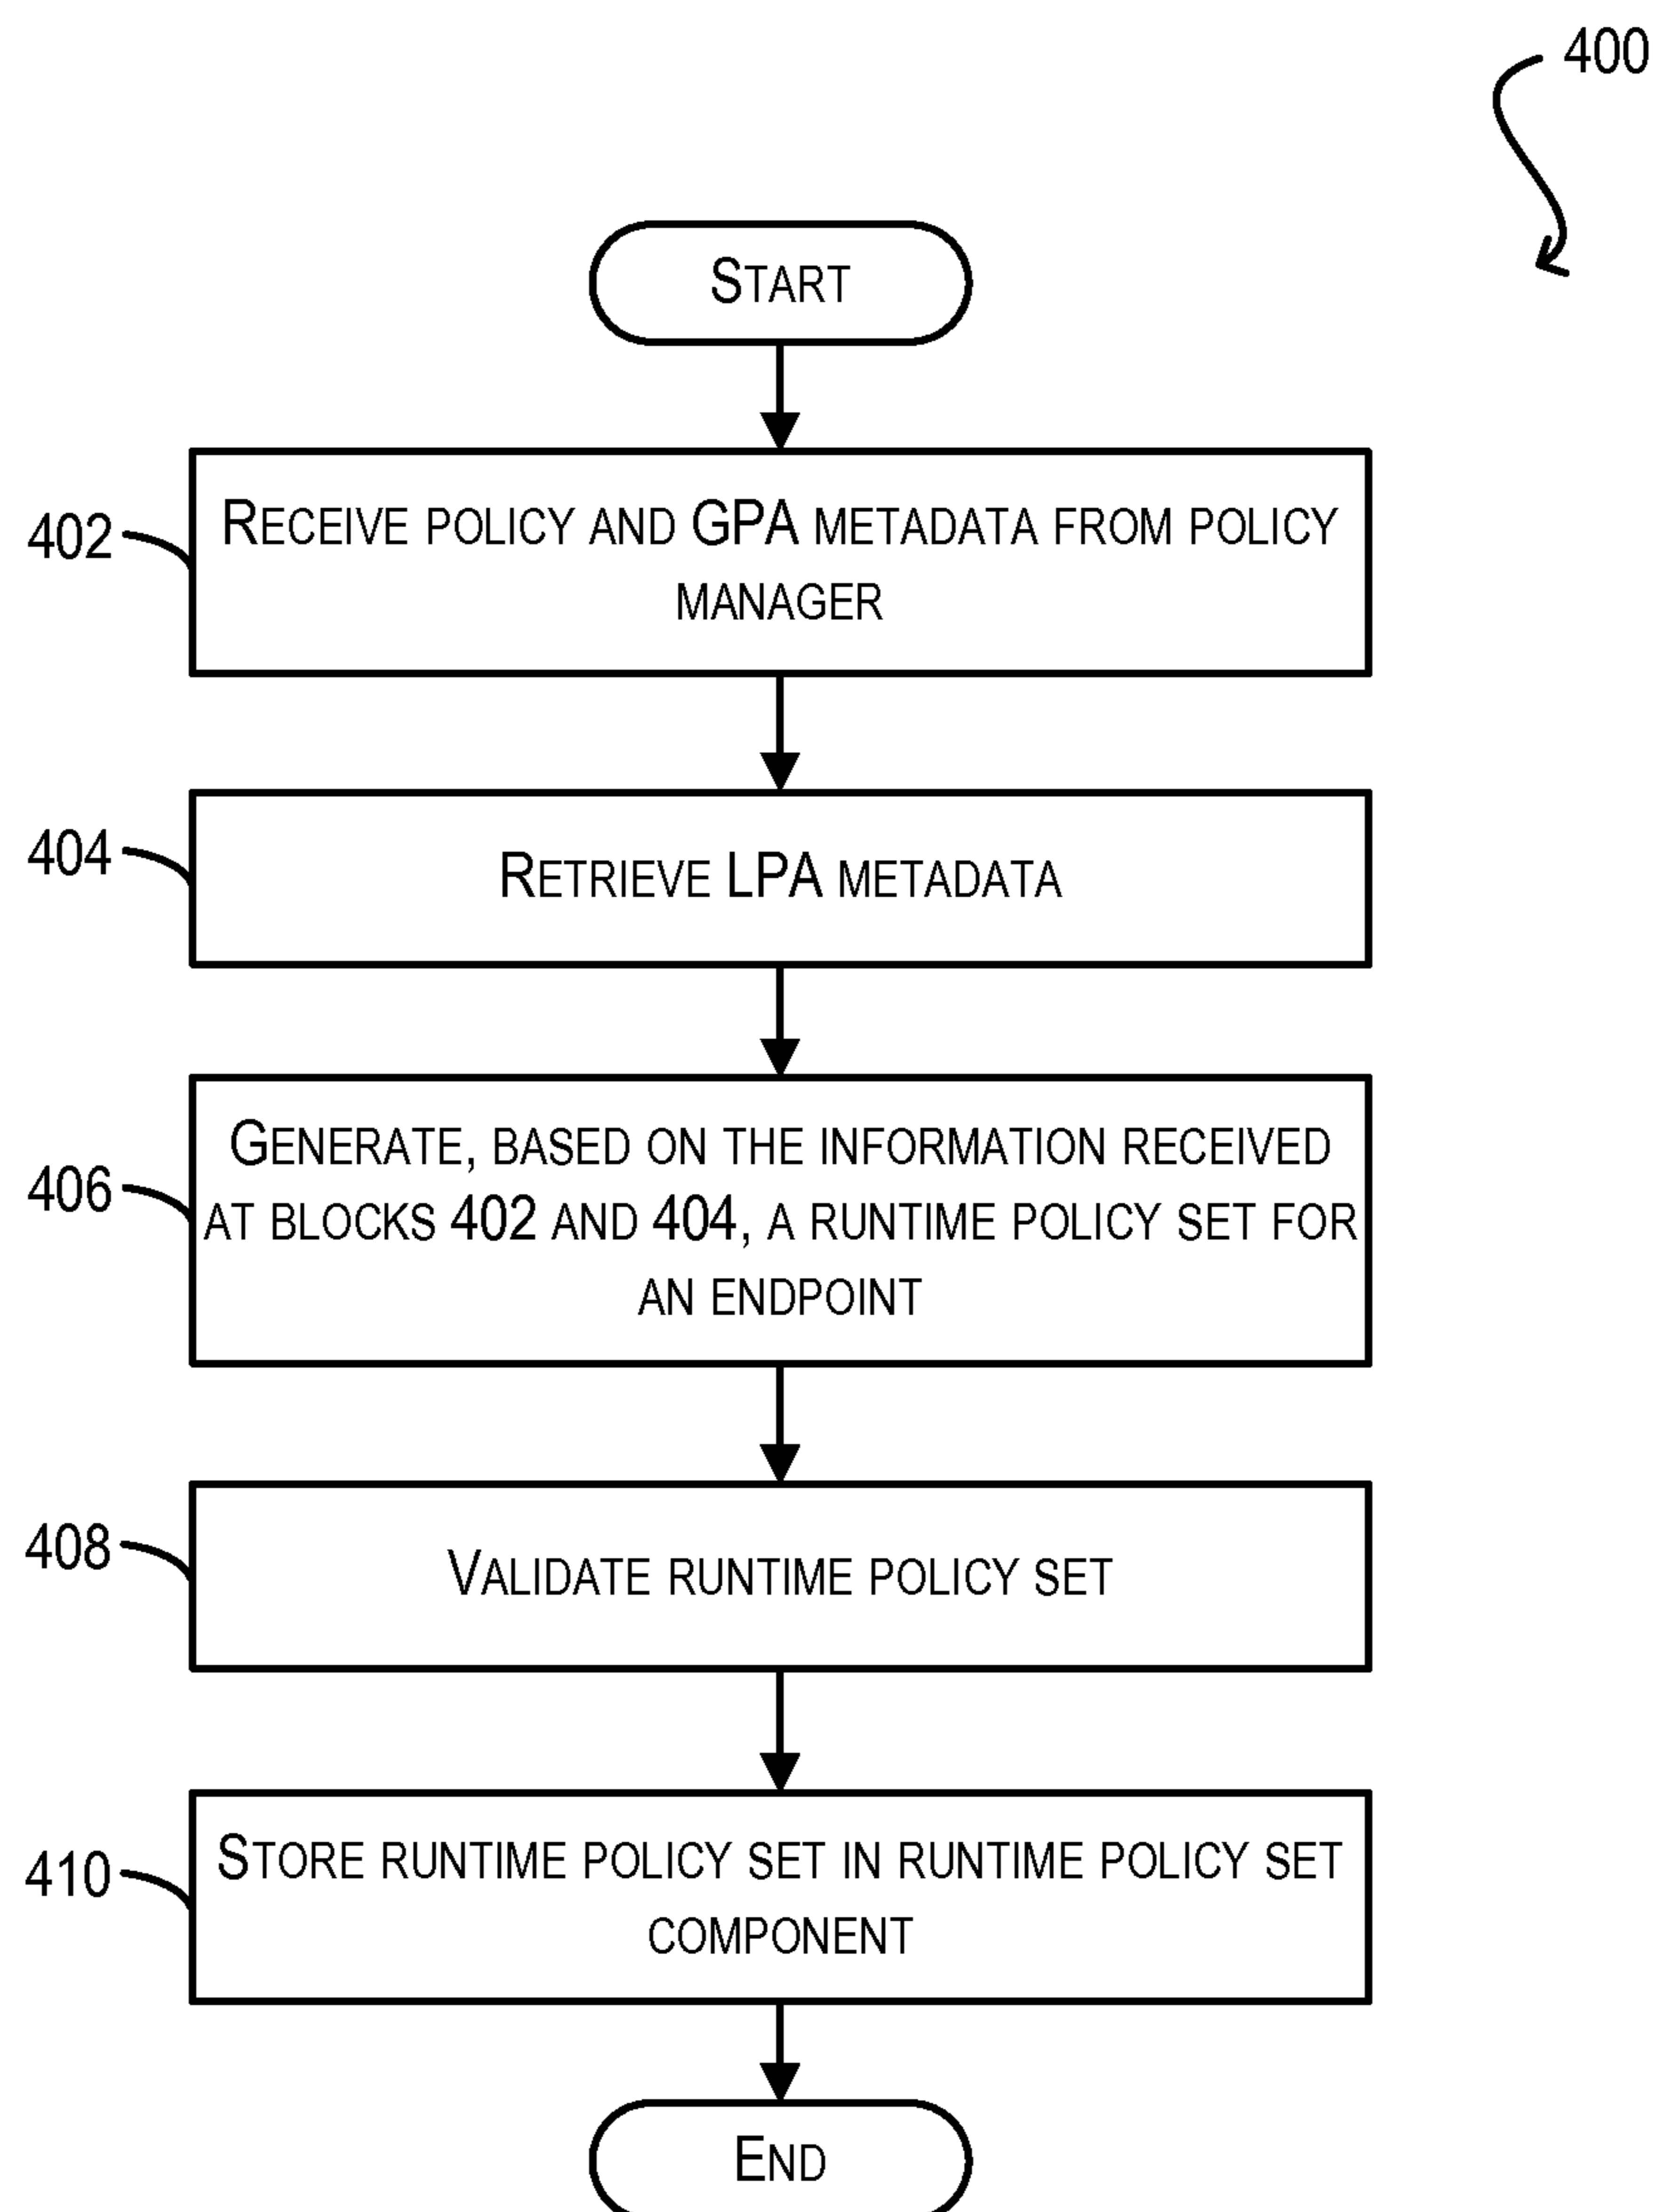 400
START
402
RECEIVE POLICY AND GPA METADATA FROM POLICY
MANAGER
404
RETRIEVE LPA METADATA
406
GENERATE, BASED ON THE INFORMATION RECEIVED
AT BLOCKS 402 AND 404, A RUNTIME POLICY SET FOR
AN ENDPOINT
408
VALIDATE RUNTIME POLICY SET
410
STORE RUNTIME POLICY SET IN RUNTIME POLICY SET
COMPONENT
END